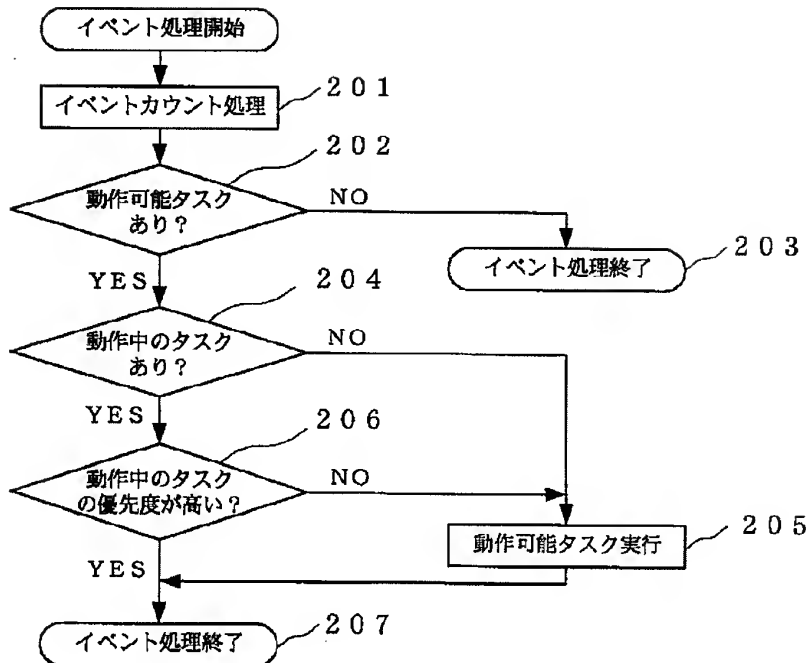 イベント処理開始
イベントカウント処理
201
202
動作可能タスク
あり？
NO
YES
イベント処理終了
203
204
動作中のタスク
あり？
NO
YES
206
動作中のタスク
の優先度が高い？
NO
YES
動作可能タスク実行
205
イベント処理終了
207